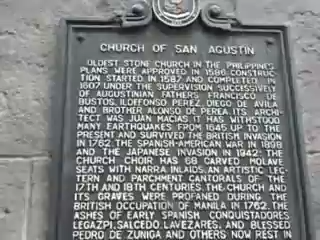 CHURCH OF SAN AGUSTIN
OLDEST STONE CHURCH IN THE PHILIPPINES.
PLANS WERE APPROVED IN 1586, CONSTRUC-
TION STARTED IN 1587 AND COMPLETED IN
1607 UNDER THE SUPERVISION SUCCESSIVELY
OF AUGUSTINIAN FATHERS FRANCISCO DE
BUSTOS, ILDEFONSO PEREZ, DIEGO DE AVILA
AND BROTHER ALONSO DE PEREA. ITS ARCHI-
TECT WAS JUAN MACIAS. IT HAS WITHSTOOD
MANY EARTHQUAKES FROM 1645 UP TO THE
PRESENT AND SURVIVED THE BRITISH INVASION
IN 1762, THE SPANISH-AMERICAN WAR IN 1898
AND THE JAPANESE INVASION IN 1942. THE
CHURCH CHOIR HAS 68 CARVED MOLAVE
SEATS WITH NARRA INLAIDS, AN ARTISTIC LEC-
TERN AND PARCHMENT CANTORALS OF THE
17TH AND 18TH CENTURIES. THE CHURCH AND
ITS GRAVES WERE PROFANED DURING THE
BRITISH OCCUPATION OF MANILA IN 1762. THE
ASHES OF EARLY SPANISH CONQUISTADORES
LEGAZPI, SALCEDO, LAVEZARES, AND BLESSED
PEDRO DE ZUÑIGA AND OTHERS NOW REST IN